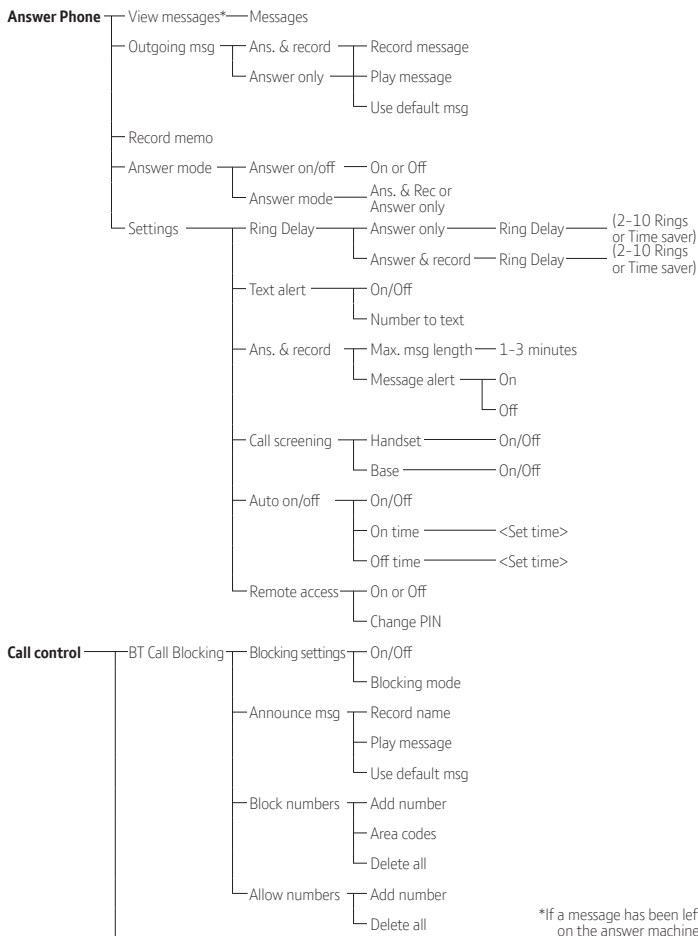 Answer Phone View messages* Messages
Outgoing msg Ans. & record Record message
Answer only Play message
Use default msg
Record memo
Answer mode Answer on/off On or Off
Answer mode Ans. & Rec or
Answer only
Settings Ring Delay Answer only Ring Delay (2-10 Rings
or Time saver)
Answer & record Ring Delay (2-10 Rings
or Time saver)
Text alert On/Off
Number to text
Ans. & record Max. msg length 1-3 minutes
Message alert On
Off
Call screening Handset On/Off
Base On/Off
Auto on/off On/Off
On time <Set time>
Off time <Set time>
Remote access On or Off
Change PIN
Call control BT Call Blocking Blocking settings On/Off
Blocking mode
Announce msg Record name
Play message
Use default msg
Block numbers Add number
Area codes
Delete all
Allow numbers Add number
Delete all
*If a message has been lef
on the answer machine